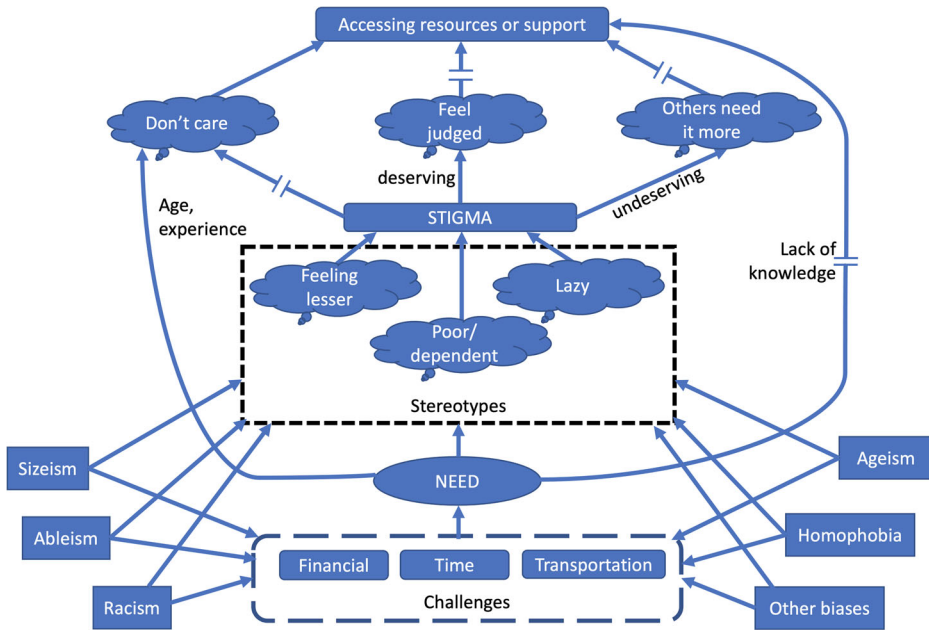 Accessing resources or support
Don't care
Feel
judged
Others need
it more
deserving
undeserving
Age,
experience
STIGMA
Lack of
knowledge
Feeling
lesser
Lazy
Poor/
dependent
Stereotypes
Sizeism
NEED
Ageism
Ableism
Homophobia
Financial
Time
Transportation
Racism
Challenges
Other biases